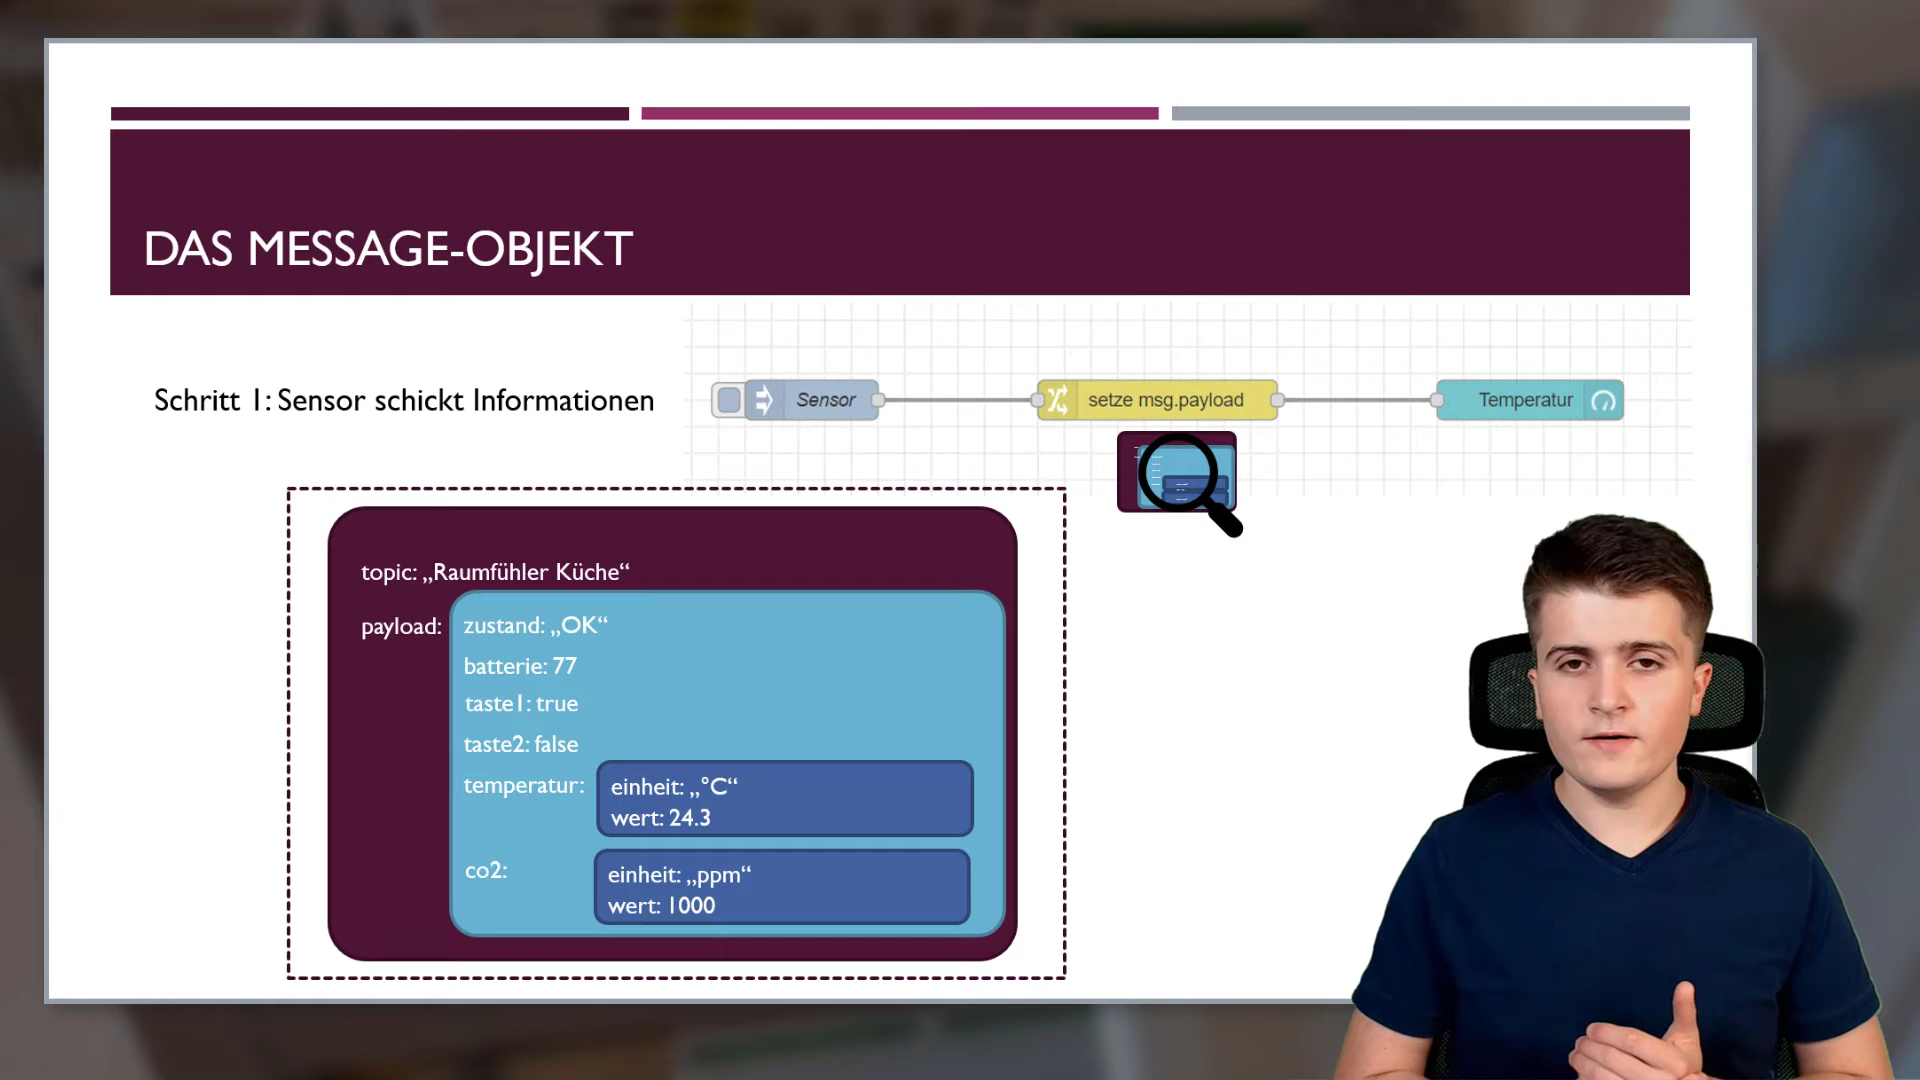 DAS MESSAGE-OBJEKT
Schritt 1: Sensor schickt Informationen
Sensor
setze msg.payload
Temperatur
topic: „Raumfühler Küche“
payload:
zustand: „OK“
batterie: 77
taste1: true
taste2: false
temperatur:
einheit: „°C“
wert: 24.3
co2:
einheit: „ppm“
wert: 1000